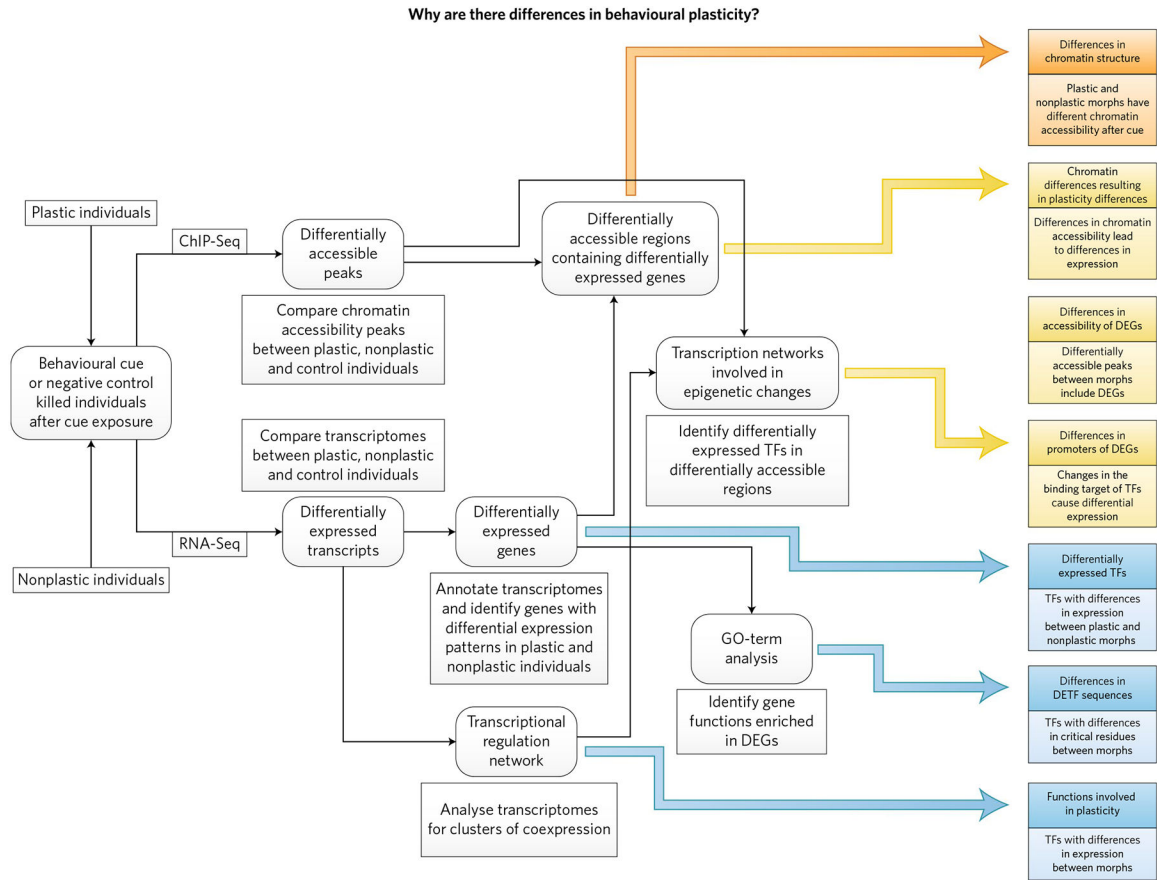 Why are there differences in behavioural plasticity?
Plastic individuals
Behavioural cue
or negative control
killed individuals
after cue exposure
Nonplastic individuals
ChIP-Seq
RNA-Seq
Differentially
accessible
peaks
Compare chromatin
accessibility peaks
between plastic, nonplastic
and control individuals
Compare transcriptomes
between plastic, nonplastic
and control individuals
Differentially
expressed
transcripts
Differentially
expressed
genes
Annotate transcriptomes
and identify genes with
differential expression
patterns in plastic and
nonplastic individuals
Transcriptional
regulation
network
Analyse transcriptomes
for clusters of coexpression
Differentially
accessible regions
containing differentially
expressed genes
Transcription networks
involved in
epigenetic changes
Identify differentially
expressed TFs in
differentially accessible
regions
GO-term
analysis
Identify gene
functions enriched
in DEGs
Differences in
chromatin structure
Plastic and
nonplastic morphs have
different chromatin
accessibility after cue
Chromatin
differences resulting
in plasticity differences
Differences in chromatin
accessibility lead
to differences in
expression
Differences in
accessibility of DEGs
Differentially
accessible peaks
between morphs
include DEGs
Differences in
promoters of DEGs
Changes in the
binding target of TFs
cause differential
expression
Differentially
expressed TFs
TFs with differences
in expression
between plastic and
nonplastic morphs
Differences in
DETF sequences
TFs with differences
in critical residues
between morphs
Functions involved
in plasticity
TFs with differences
in expression
between morphs